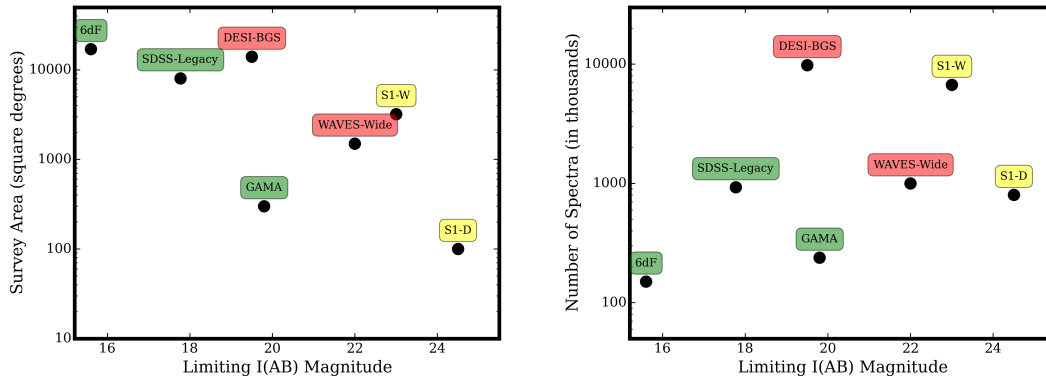 6dF
SDSS-Legacy
DESI-BGS
S1-W
WAVES-Wide
GAMA
S1-D
10000
1000
100
10
16
18
20
22
24
Limiting I(AB) Magnitude
Survey Area (square degrees)
DESI-BGS
S1-W
SDSS-Legacy
WAVES-Wide
S1-D
GAMA
6dF
10000
1000
100
16
18
20
22
24
Limiting I(AB) Magnitude
Number of Spectra (in thousands)